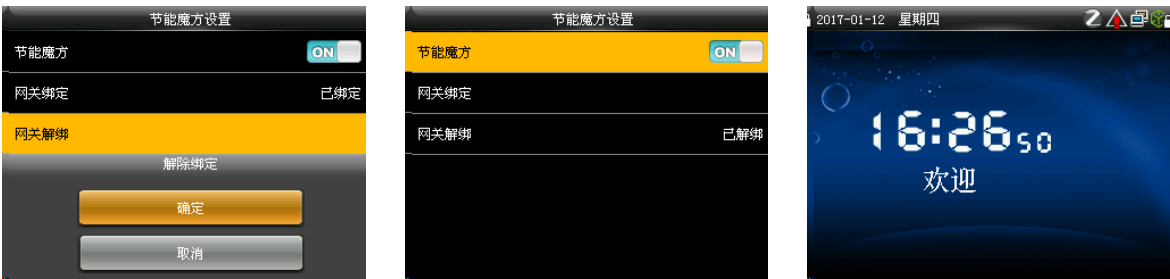 节能魔方设置
节能魔方 ON
网关绑定 已绑定
网关解绑
解除绑定
确定
取消
节能魔方设置
节能魔方 ON
网关绑定
网关解绑 已解绑
2017-01-12 星期四
16:26 50
欢迎